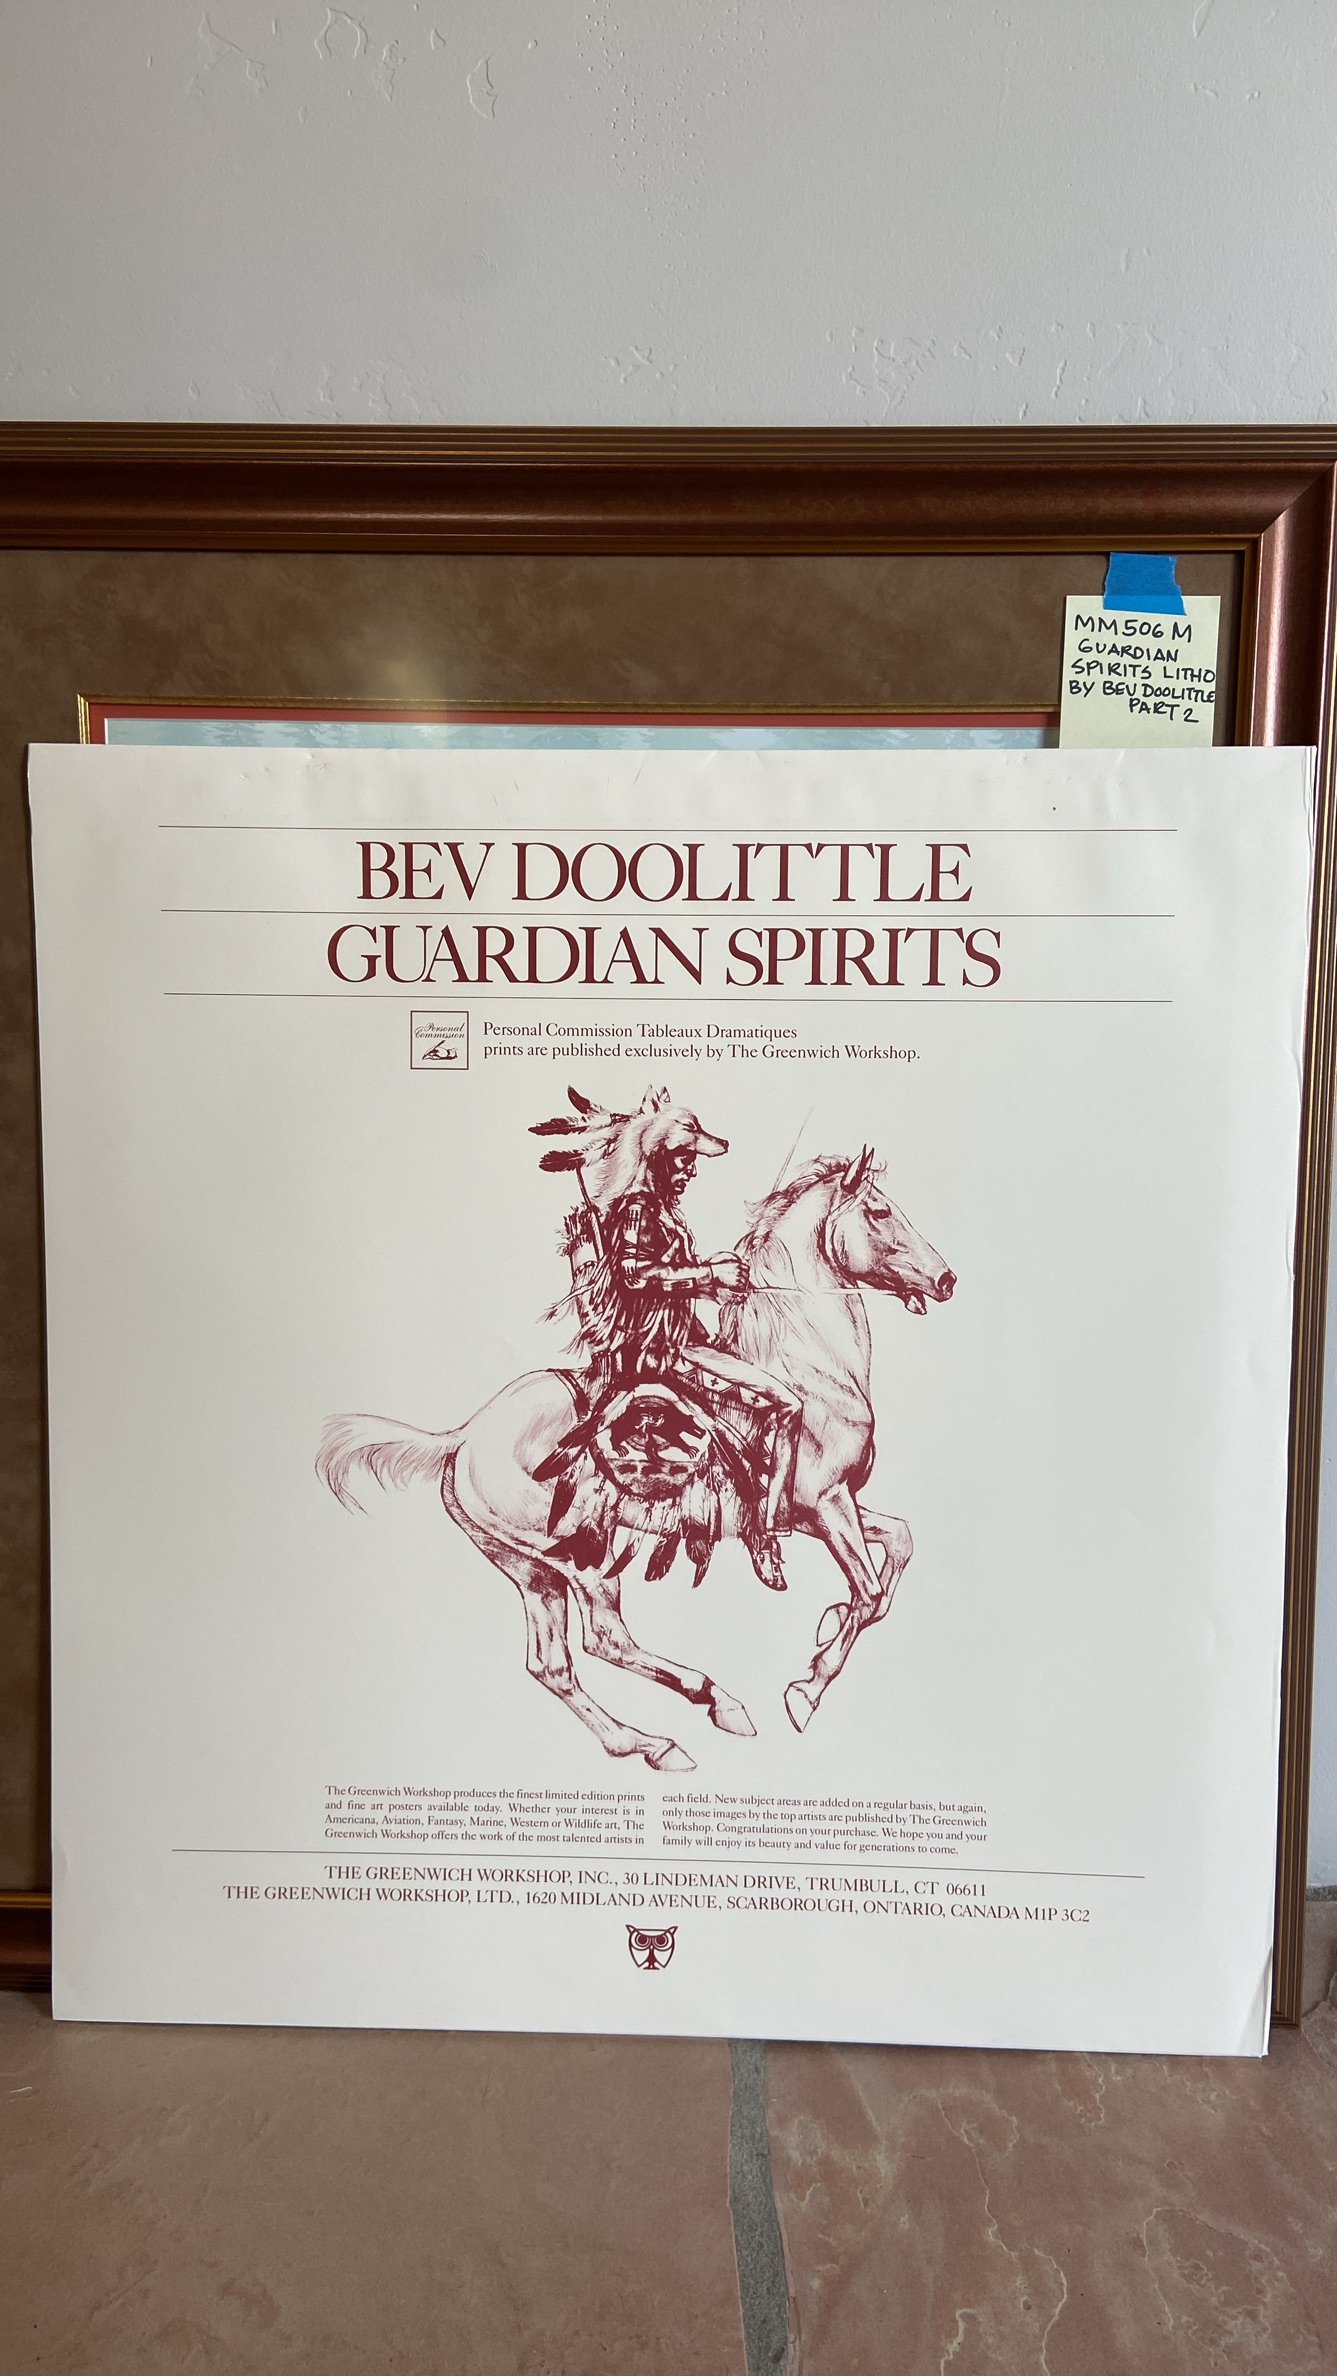 MM506M
GUARDIAN
SPIRITS LITHO
BY BEV DOOLITTLE
PART 2
BEV DOOLITTLE
GUARDIAN SPIRITS
Personal
Commission
Personal Commission Tableaux Dramatiques
prints are published exclusively by The Greenwich Workshop.
The Greenwich Workshop produces the finest limited edition prints
and fine art posters available today. Whether your interest is in
Americana, Aviation, Fantasy, Marine, Western or Wildlife art, The
Greenwich Workshop offers the work of the most talented artists in
each field. New subject areas are added on a regular basis, but again,
only those images by the top artists are published by The Greenwich
Workshop. Congratulations on your purchase. We hope you and your
family will enjoy its beauty and value for generations to come.
THE GREENWICH WORKSHOP, INC., 30 LINDEMAN DRIVE, TRUMBULL, CT 06611
THE GREENWICH WORKSHOP, LTD., 1620 MIDLAND AVENUE, SCARBOROUGH, ONTARIO, CANADA M1P 3C2